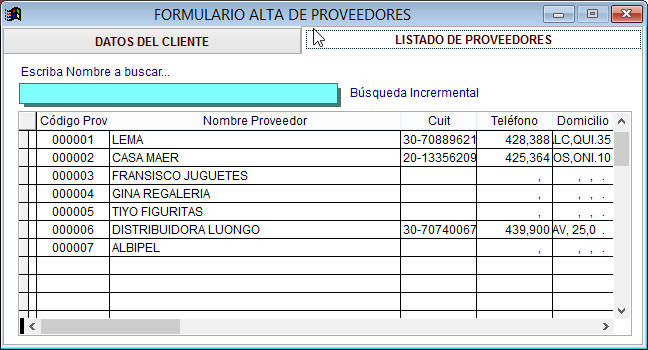 FORMULARIO ALTA DE PROVEEDORES
DATOS DEL CLIENTE LISTADO DE PROVEEDORES
Escriba Nombre a buscar...
Búsqueda Incrermental
Código Prov Nombre Proveedor Cuit Teléfono Domicilio
000001 LEMA 30-70889621 428,388 LC,QUI.35
000002 CASA MAER 20-13356209 425,364 OS,ONI.10
000003 FRANSISCO JUGUETES , , , .
000004 GINA REGALERIA , , , .
000005 TIYO FIGURITAS , , , .
000006 DISTRIBUIDORA LUONGO 30-70740067 439,900 AV, 25,0 .
000007 ALBIPEL , , , .